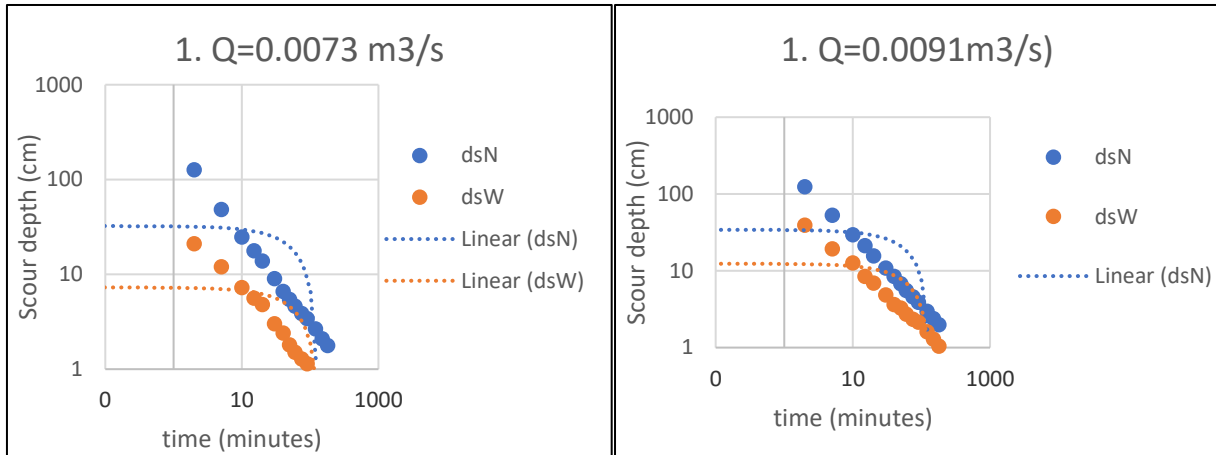 1. Q=0.0073 m3/s
1000
100
10
1
Scour depth (cm)
0
10
1000
time (minutes)
dsN
dsW
Linear (dsN)
Linear (dsW)
1. Q=0.0091m3/s)
1000
100
10
1
Scour depth (cm)
0
10
1000
time (minutes)
dsN
dsW
Linear (dsN)